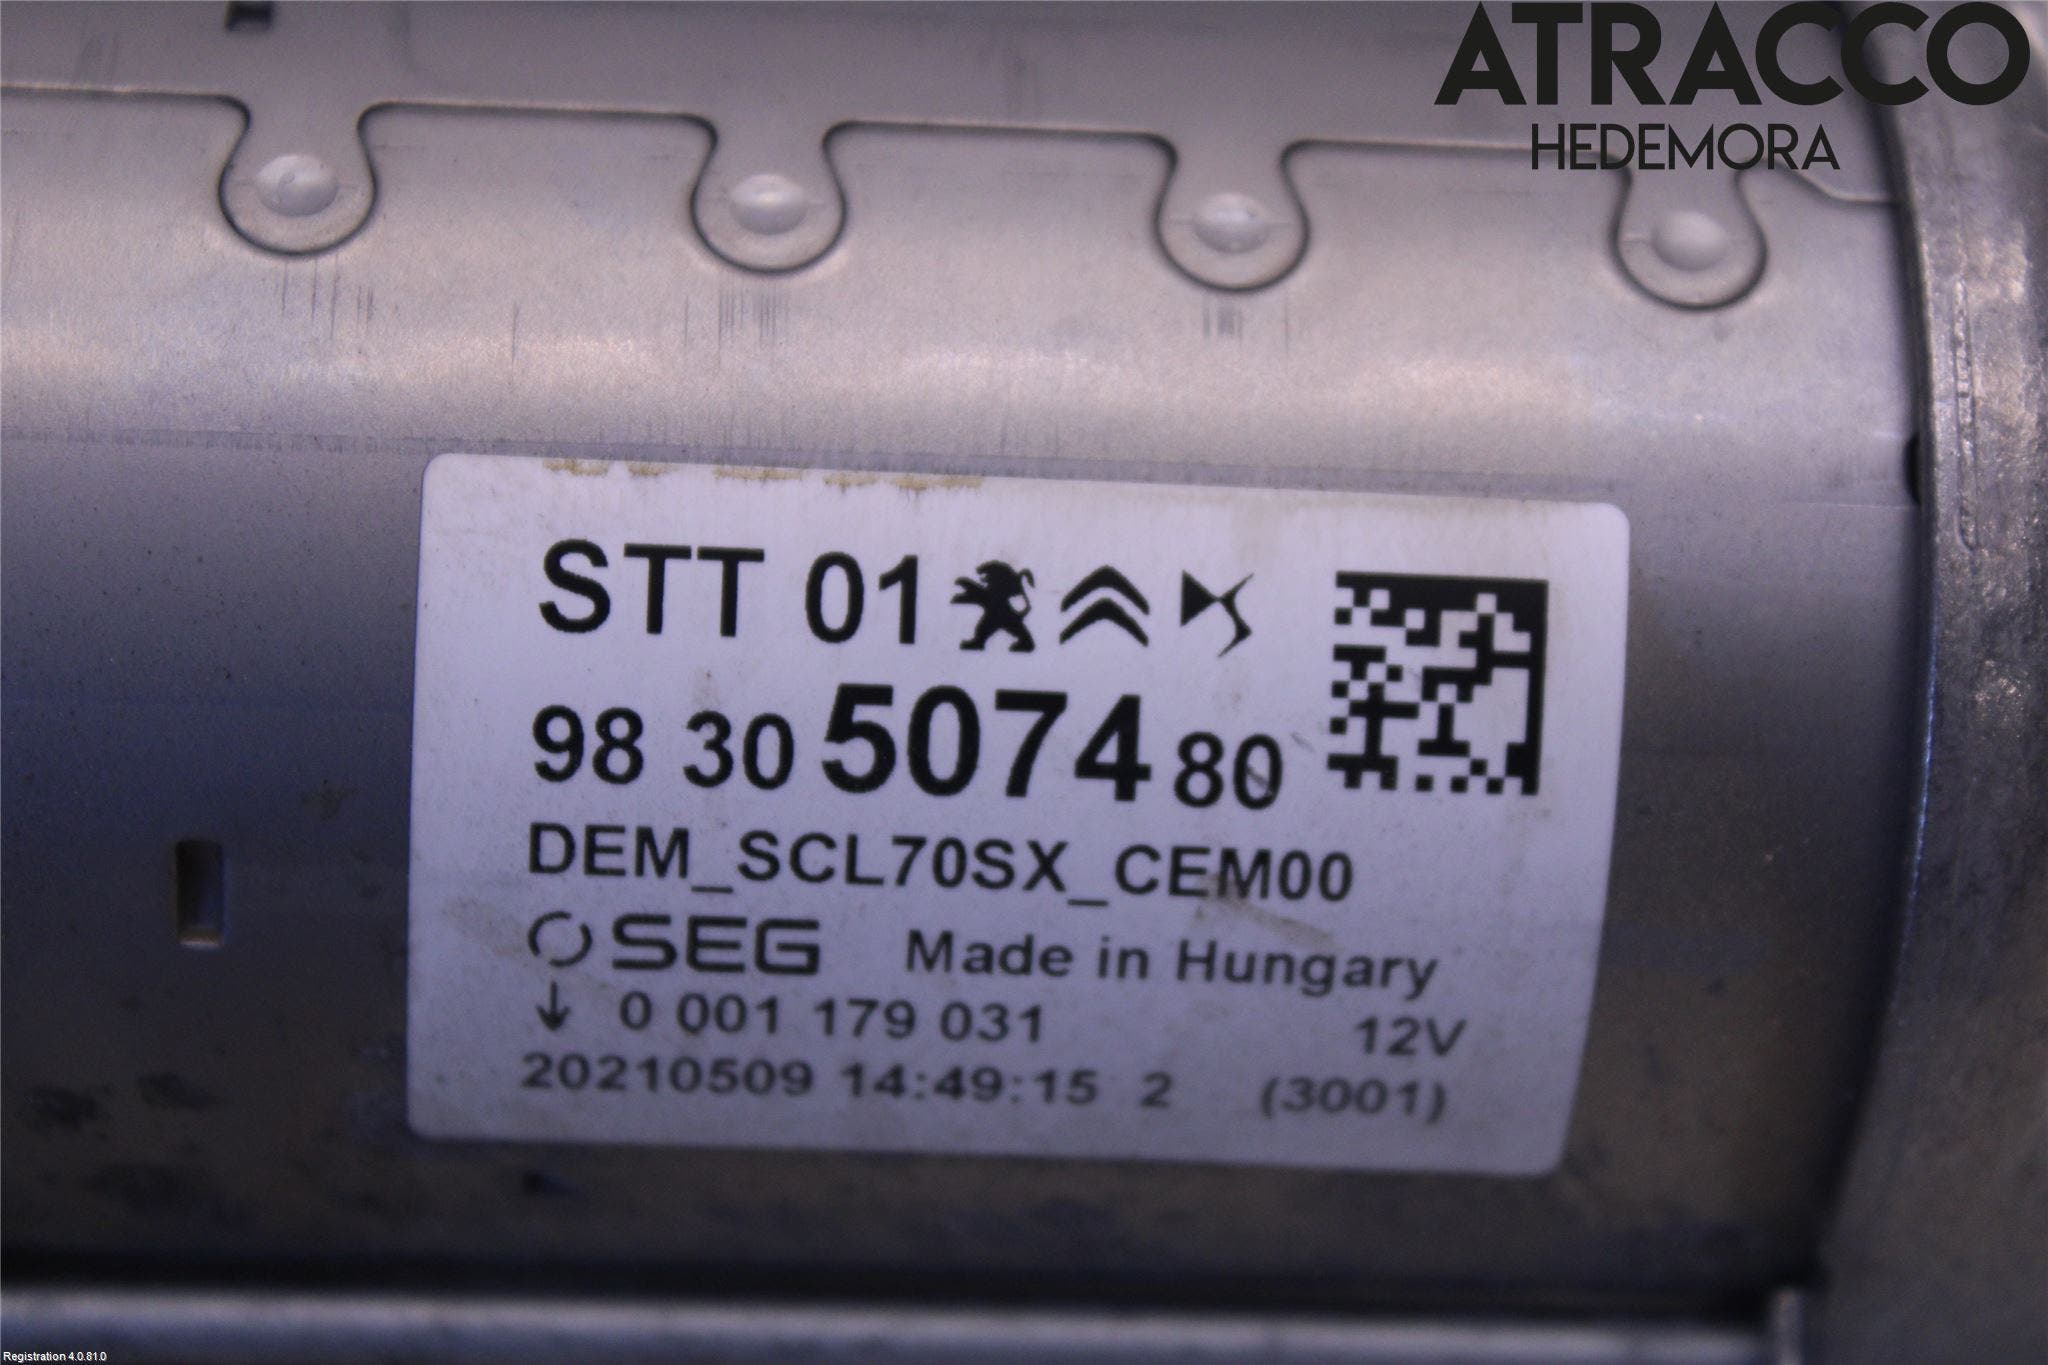 ATRACCO
HEDEMORA
STT 01
98 30 5074 80
DEM_SCL70SX_CEM00
SEG Made in Hungary
↓ 0 001 179 031 12V
20210509 14:49:15 2 (3001)
Registration 4.0.81.0